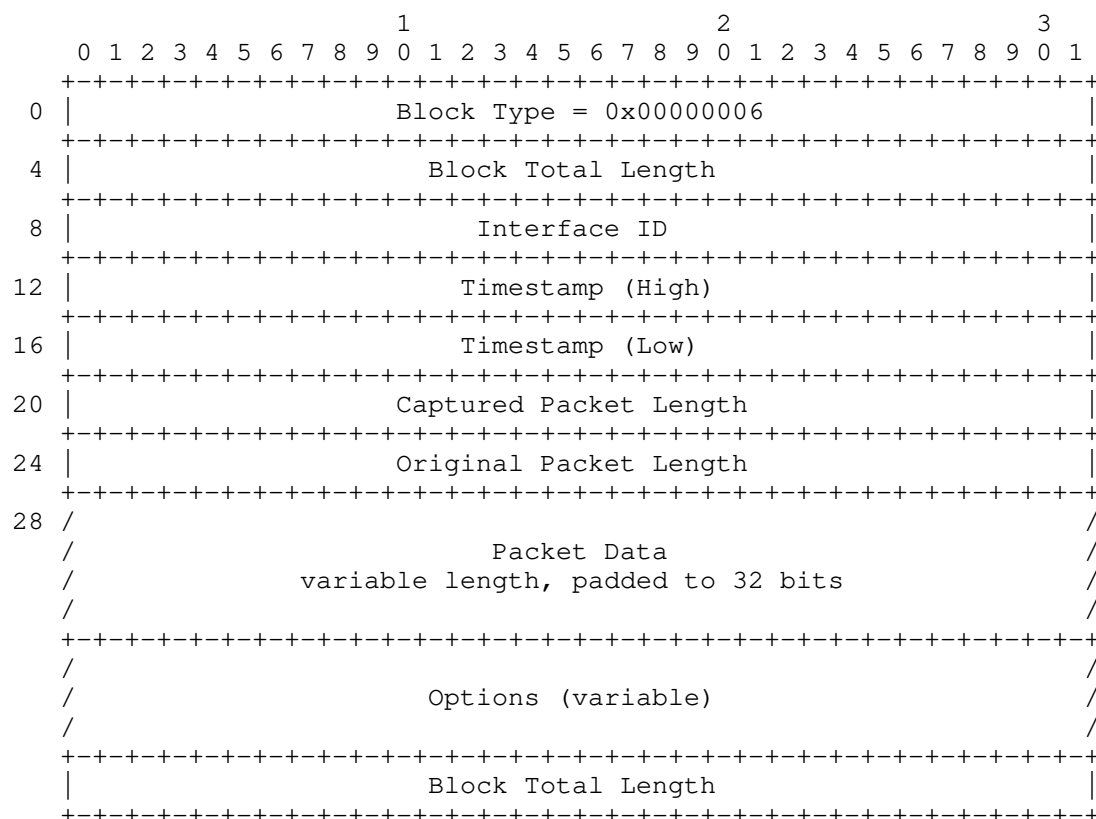 1                   2                   3
    0 1 2 3 4 5 6 7 8 9 0 1 2 3 4 5 6 7 8 9 0 1 2 3 4 5 6 7 8 9 0 1
   +-+-+-+-+-+-+-+-+-+-+-+-+-+-+-+-+-+-+-+-+-+-+-+-+-+-+-+-+-+-+-+-+
 0 |                    Block Type = 0x00000006                    |
   +-+-+-+-+-+-+-+-+-+-+-+-+-+-+-+-+-+-+-+-+-+-+-+-+-+-+-+-+-+-+-+-+
 4 |                      Block Total Length                       |
   +-+-+-+-+-+-+-+-+-+-+-+-+-+-+-+-+-+-+-+-+-+-+-+-+-+-+-+-+-+-+-+-+
 8 |                         Interface ID                          |
   +-+-+-+-+-+-+-+-+-+-+-+-+-+-+-+-+-+-+-+-+-+-+-+-+-+-+-+-+-+-+-+-+
12 |                        Timestamp (High)                       |
   +-+-+-+-+-+-+-+-+-+-+-+-+-+-+-+-+-+-+-+-+-+-+-+-+-+-+-+-+-+-+-+-+
16 |                        Timestamp (Low)                        |
   +-+-+-+-+-+-+-+-+-+-+-+-+-+-+-+-+-+-+-+-+-+-+-+-+-+-+-+-+-+-+-+-+
20 |                    Captured Packet Length                     |
   +-+-+-+-+-+-+-+-+-+-+-+-+-+-+-+-+-+-+-+-+-+-+-+-+-+-+-+-+-+-+-+-+
24 |                    Original Packet Length                     |
   +-+-+-+-+-+-+-+-+-+-+-+-+-+-+-+-+-+-+-+-+-+-+-+-+-+-+-+-+-+-+-+-+
28 /                                                               /
   /                          Packet Data                          /
   /              variable length, padded to 32 bits               /
   /                                                               /
   +-+-+-+-+-+-+-+-+-+-+-+-+-+-+-+-+-+-+-+-+-+-+-+-+-+-+-+-+-+-+-+-+
   /                                                               /
   /                      Options (variable)                       /
   /                                                               /
   +-+-+-+-+-+-+-+-+-+-+-+-+-+-+-+-+-+-+-+-+-+-+-+-+-+-+-+-+-+-+-+-+
   |                      Block Total Length                       |
   +-+-+-+-+-+-+-+-+-+-+-+-+-+-+-+-+-+-+-+-+-+-+-+-+-+-+-+-+-+-+-+-+